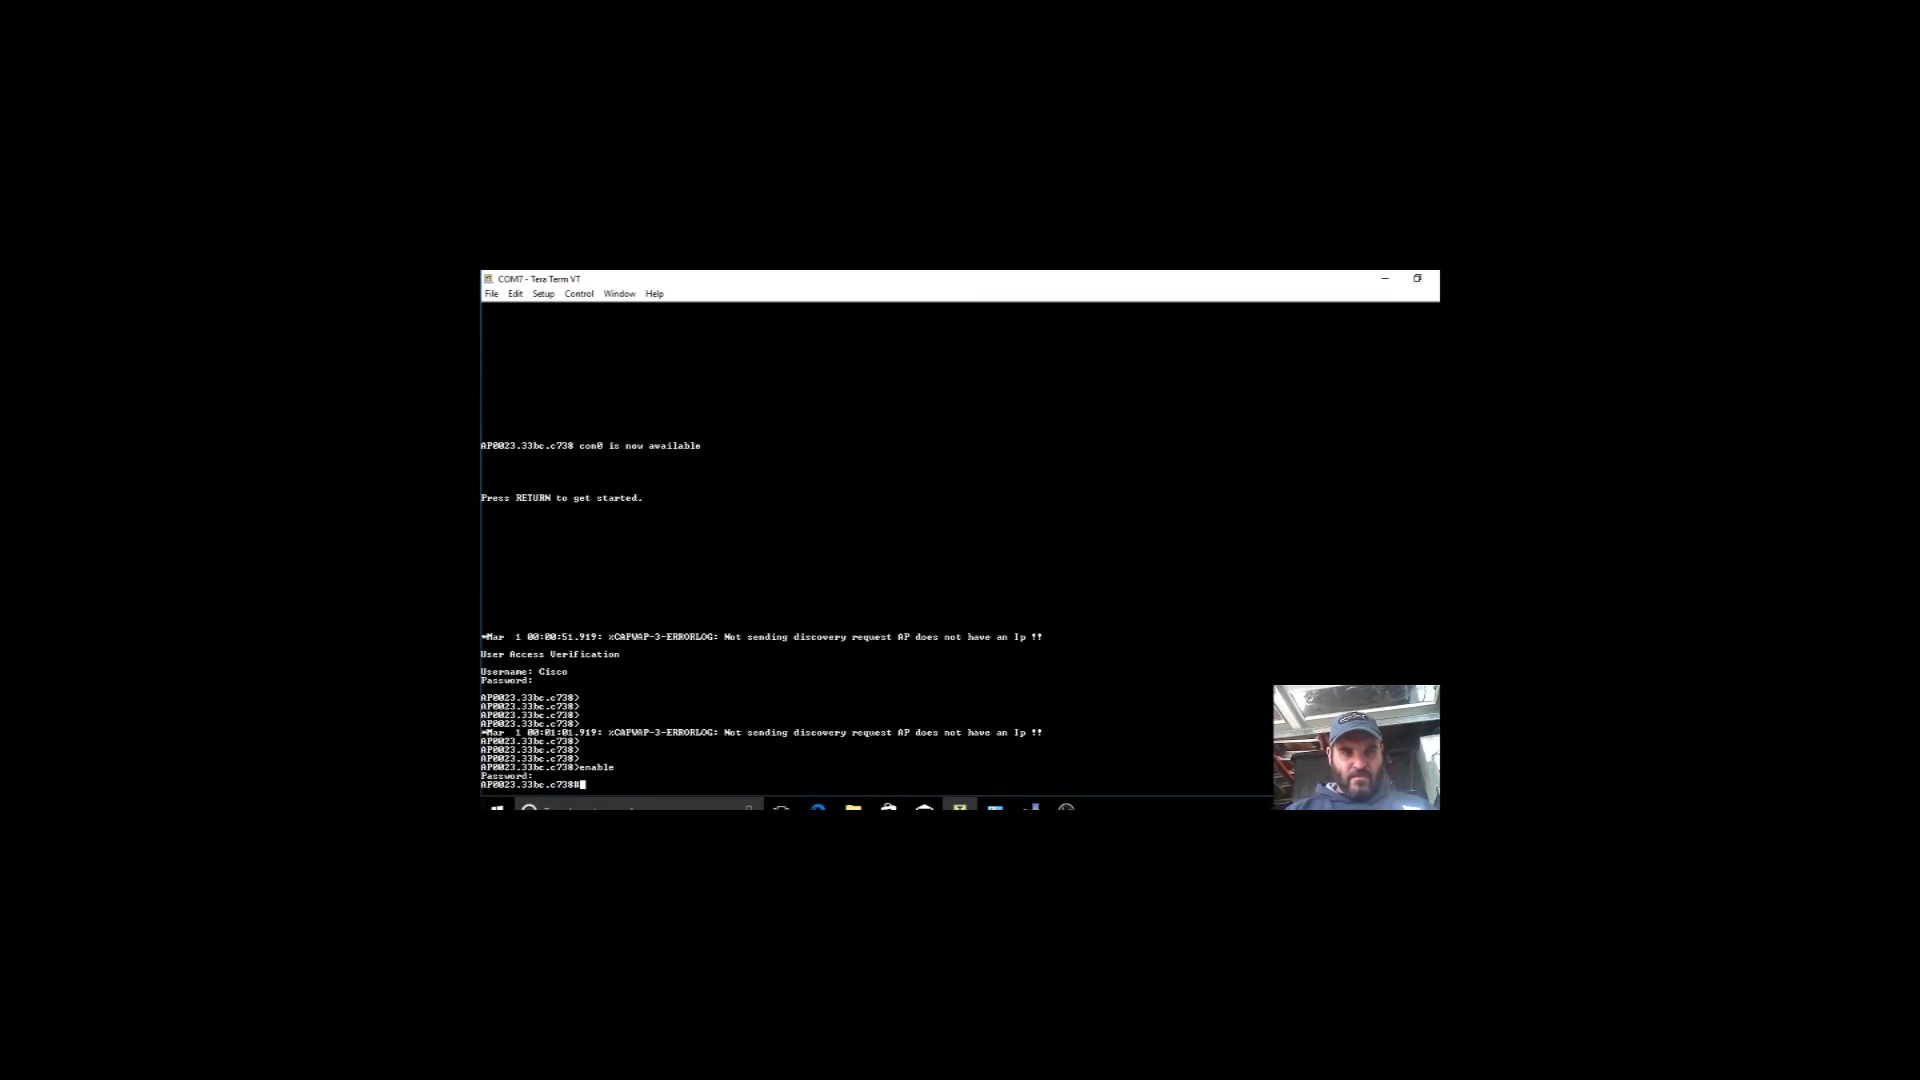 COM7 - Tera Term VT
File Edit Setup Control Window Help
AP0023.33bc.c738 con0 is now available
Press RETURN to get started.
*Mar  1 00:00:51.919: %CAPWAP-3-ERRORLOG: Not sending discovery request AP does not have an Ip !!
User Access Verification
Username: Cisco
Password:
AP0023.33bc.c738>
AP0023.33bc.c738>
AP0023.33bc.c738>
AP0023.33bc.c738>
*Mar  1 00:01:01.919: %CAPWAP-3-ERRORLOG: Not sending discovery request AP does not have an Ip !!
AP0023.33bc.c738>
AP0023.33bc.c738>
AP0023.33bc.c738>
AP0023.33bc.c738>enable
Password:
AP0023.33bc.c738#